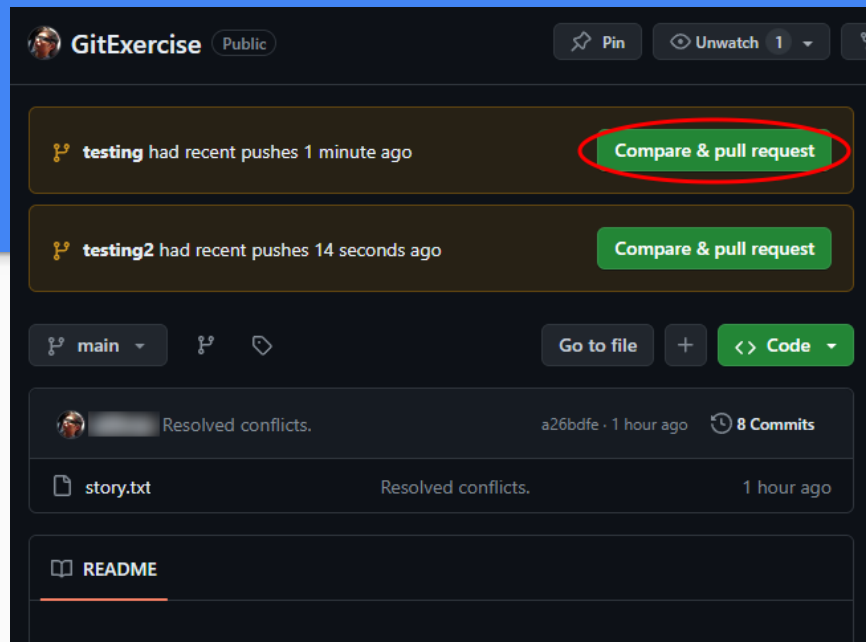 GitExercise Public Pin Unwatch 1
testing had recent pushes 1 minute ago Compare & pull request
testing2 had recent pushes 14 seconds ago Compare & pull request
main Go to file + <> Code
Resolved conflicts. a26bdfe · 1 hour ago 8 Commits
story.txt Resolved conflicts. 1 hour ago
README